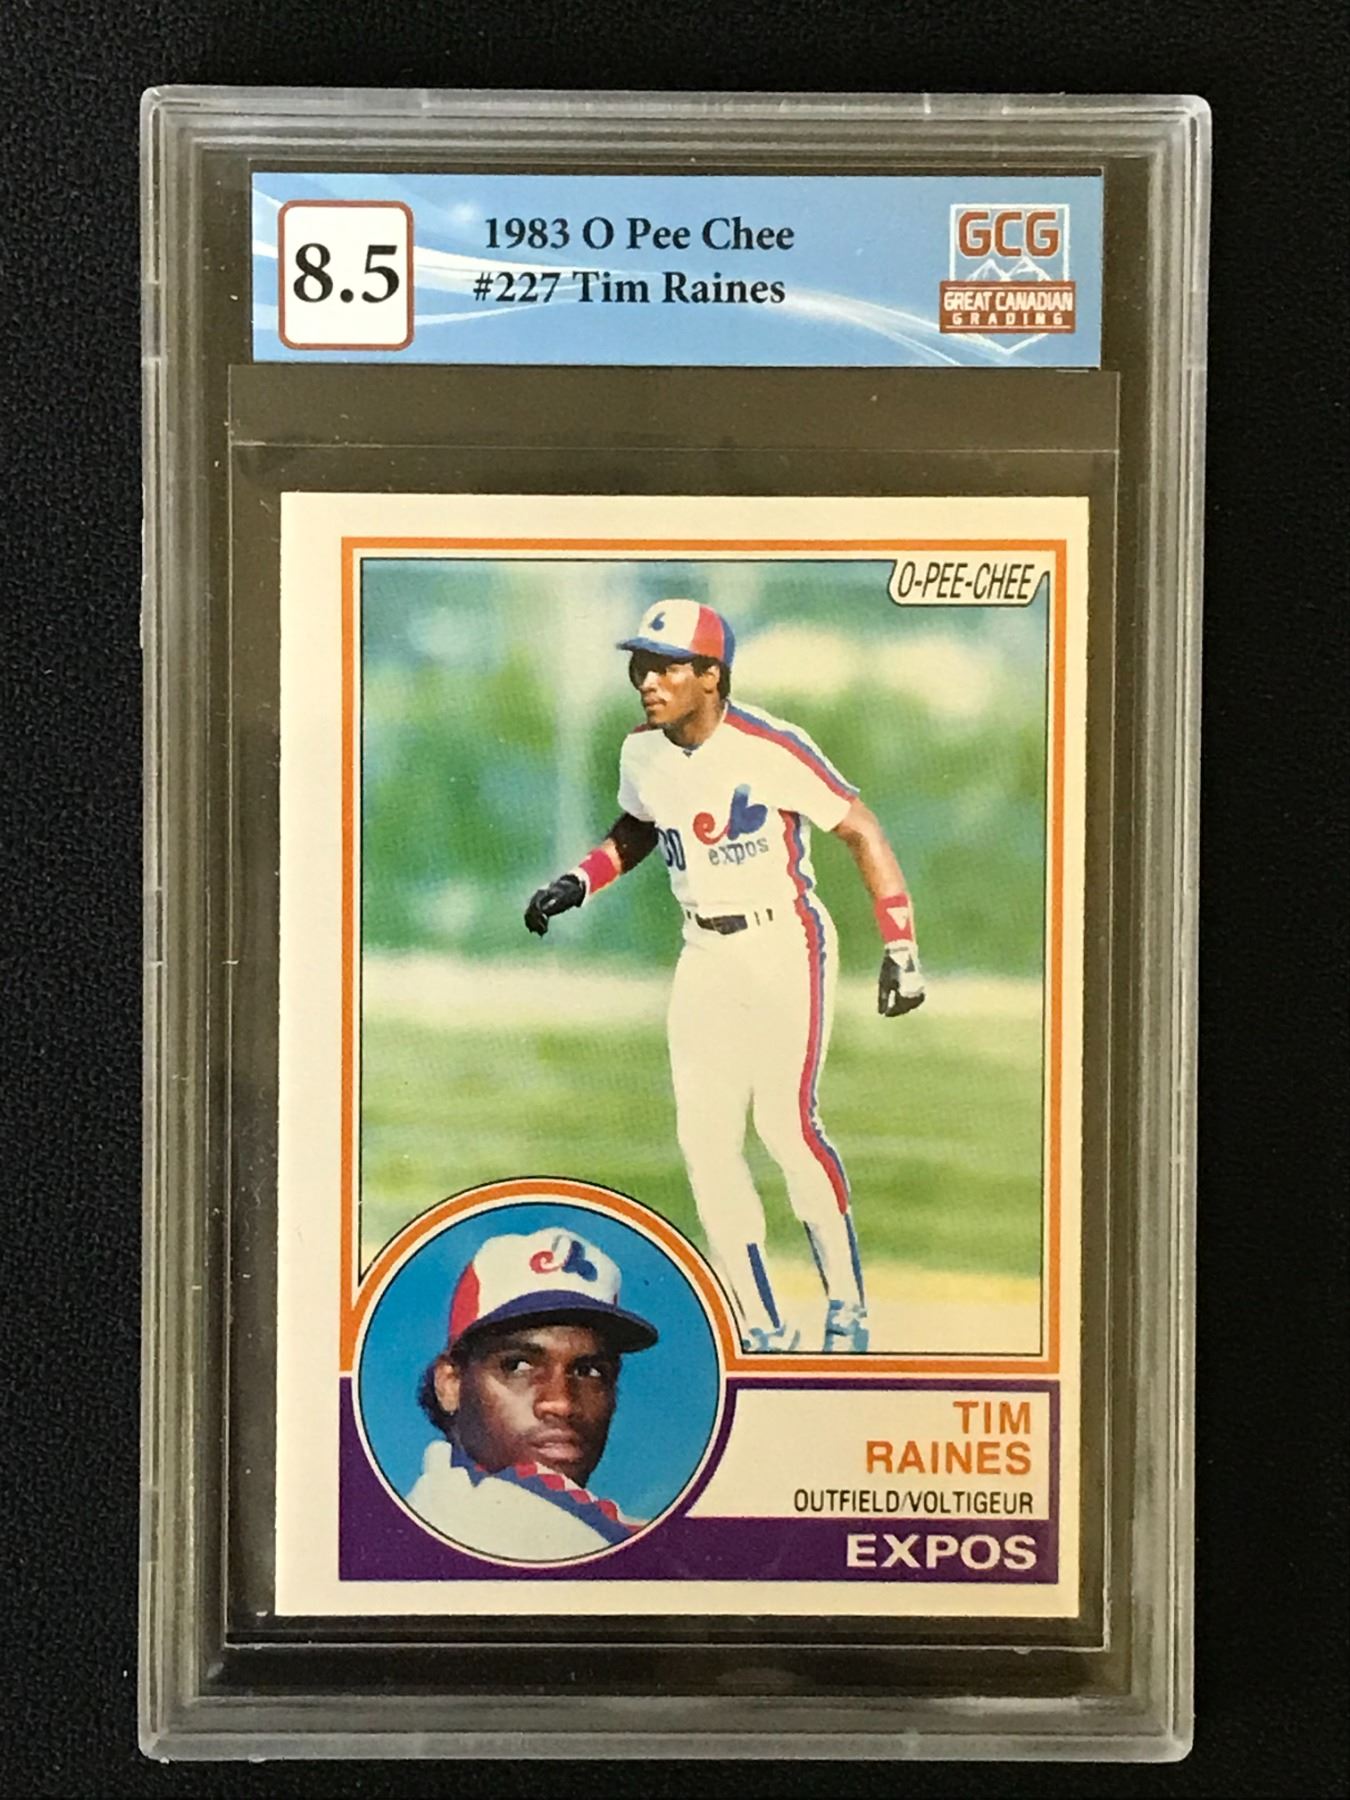 8.5
1983 O Pee Chee
#227 Tim Raines
GCG
GREAT CANADIAN
GRADING
O-PEE-CHEE
30
expos
TIM
RAINES
OUTFIELD/VOLTIGEUR
EXPOS